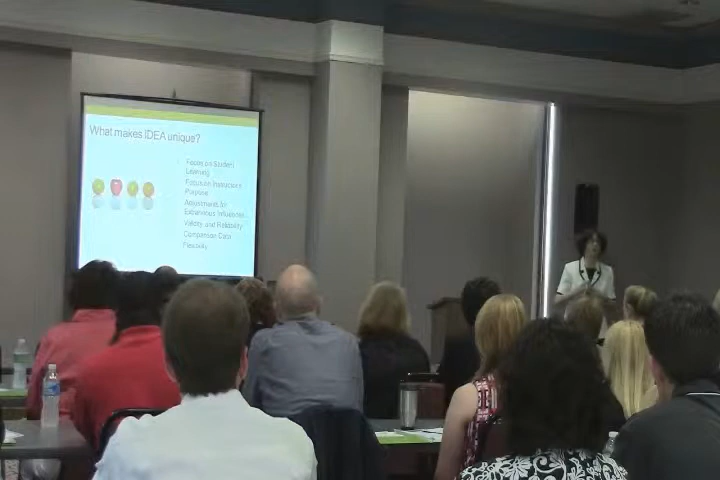 What makes IDEA unique?
Focus on Student
Learning
Focus on Instructor's
Purpose
Adjustments for
Extraneous Influences
Validity and Reliability
Comparison Data
Flexibility